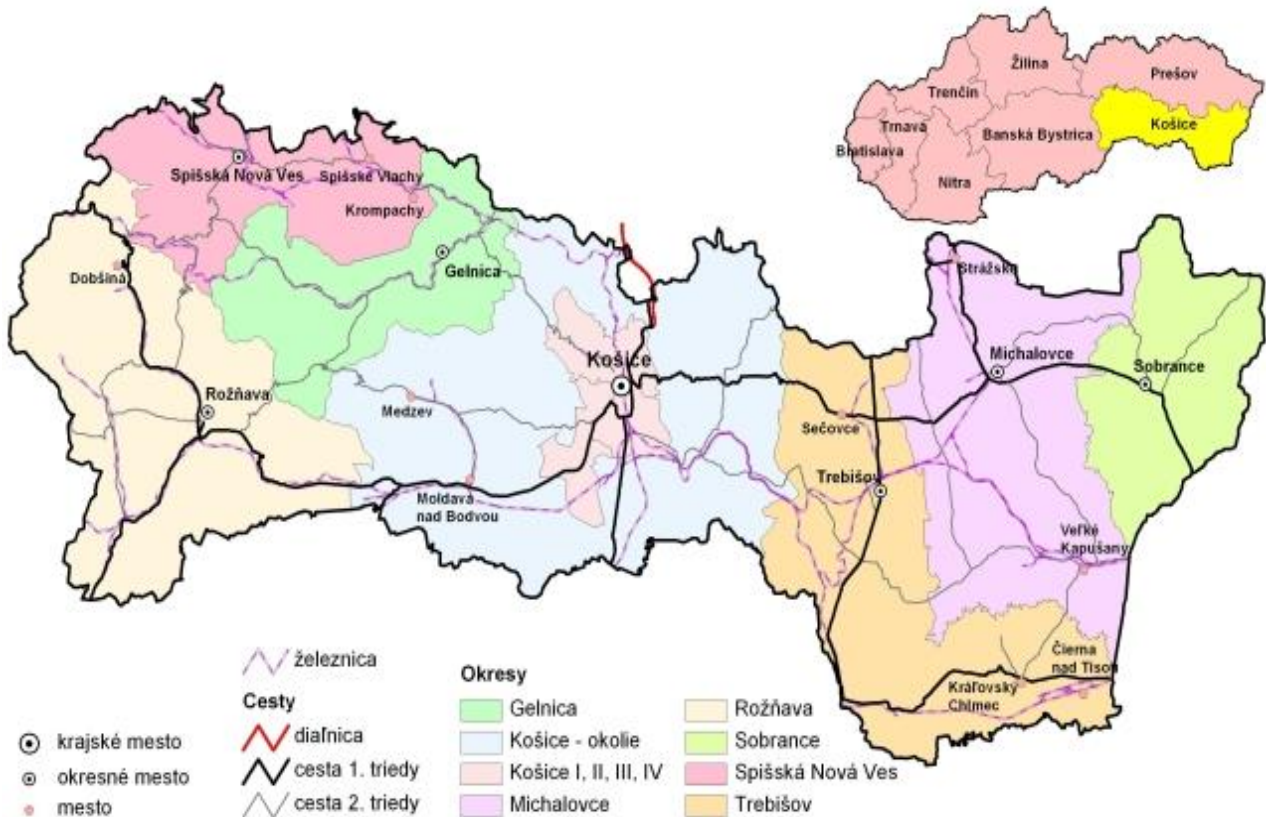 Žilina
Prešov
Trenčín
Košice
Trnava
Banská Bystrica
Bratislava
Nitra
Spišská Nová Ves
Spišské Vlachy
Krompachy
Dobšiná
Gelnica
Strážske
Košice
Michalovce
Sobrance
Rožňava
Medzev
Sečovce
Trebišov
Moldava
nad Bodvou
Veľké
Kapušany
Čierna
nad Tisou
Kráľovský
Chlmec
krajské mesto
okresné mesto
mesto
železnica
Cesty
diaľnica
cesta 1. triedy
cesta 2. triedy
Okresy
Gelnica
Košice - okolie
Košice I, II, III, IV
Michalovce
Rožňava
Sobrance
Spišská Nová Ves
Trebišov